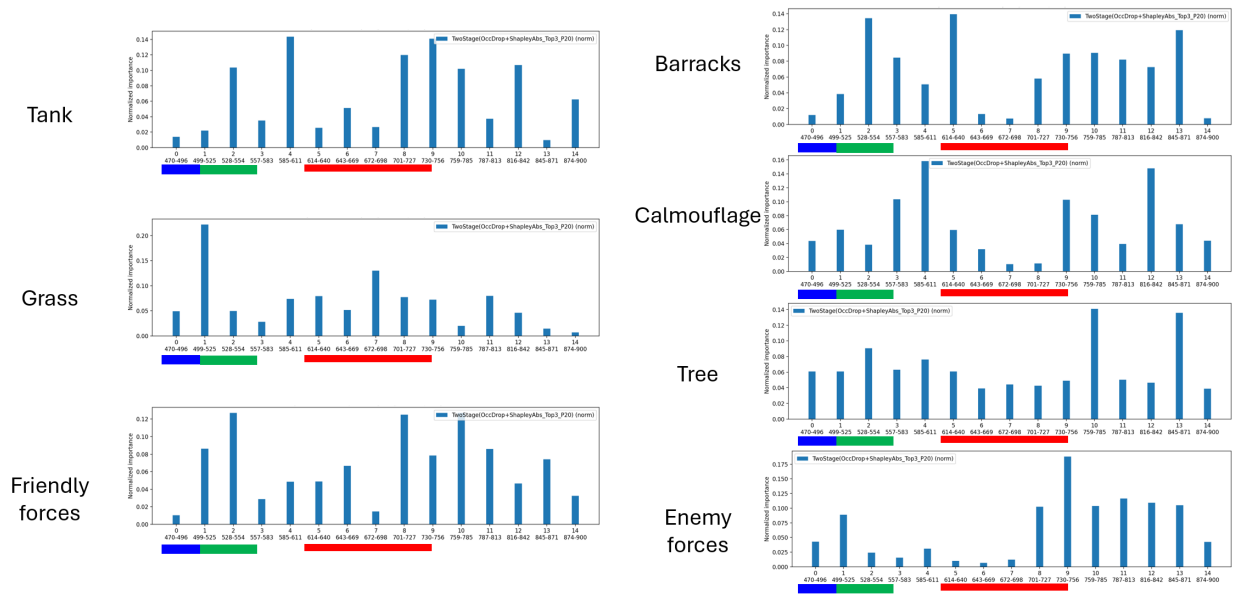 Tank
TwoStage(OccDrop+ShapleyAbs_Top3_P20) (norm)
Normalized importance
0.14
0.12
0.10
0.08
0.06
0.04
0.02
0.00
0 1 2 3 4 5 6 7 8 9 10 11 12 13 14
470-496 499-525 528-554 557-583 585-611 614-640 643-669 672-698 701-727 730-756 759-785 787-813 816-842 845-871 874-900
Grass
TwoStage(OccDrop+ShapleyAbs_Top3_P20) (norm)
Normalized importance
0.20
0.15
0.10
0.05
0.00
0 1 2 3 4 5 6 7 8 9 10 11 12 13 14
470-496 499-525 528-554 557-583 585-611 614-640 643-669 672-698 701-727 730-756 759-785 787-813 816-842 845-871 874-900
Friendly
forces
TwoStage(OccDrop+ShapleyAbs_Top3_P20) (norm)
Normalized importance
0.12
0.10
0.08
0.06
0.04
0.02
0.00
0 1 2 3 4 5 6 7 8 9 10 11 12 13 14
470-496 499-525 528-554 557-583 585-611 614-640 643-669 672-698 701-727 730-756 759-785 787-813 816-842 845-871 874-900
Barracks
TwoStage(OccDrop+ShapleyAbs_Top3_P20) (norm)
Normalized importance
0.14
0.12
0.10
0.08
0.06
0.04
0.02
0.00
0 1 2 3 4 5 6 7 8 9 10 11 12 13 14
470-496 499-525 528-554 557-583 585-611 614-640 643-669 672-698 701-727 730-756 759-785 787-813 816-842 845-871 874-900
Calmouflage
TwoStage(OccDrop+ShapleyAbs_Top3_P20) (norm)
Normalized importance
0.16
0.14
0.12
0.10
0.08
0.06
0.04
0.02
0.00
0 1 2 3 4 5 6 7 8 9 10 11 12 13 14
470-496 499-525 528-554 557-583 585-611 614-640 643-669 672-698 701-727 730-756 759-785 787-813 816-842 845-871 874-900
Tree
TwoStage(OccDrop+ShapleyAbs_Top3_P20) (norm)
Normalized importance
0.14
0.12
0.10
0.08
0.06
0.04
0.02
0.00
0 1 2 3 4 5 6 7 8 9 10 11 12 13 14
470-496 499-525 528-554 557-583 585-611 614-640 643-669 672-698 701-727 730-756 759-785 787-813 816-842 845-871 874-900
Enemy
forces
TwoStage(OccDrop+ShapleyAbs_Top3_P20) (norm)
Normalized importance
0.175
0.150
0.125
0.100
0.075
0.050
0.025
0.000
0 1 2 3 4 5 6 7 8 9 10 11 12 13 14
470-496 499-525 528-554 557-583 585-611 614-640 643-669 672-698 701-727 730-756 759-785 787-813 816-842 845-871 874-900